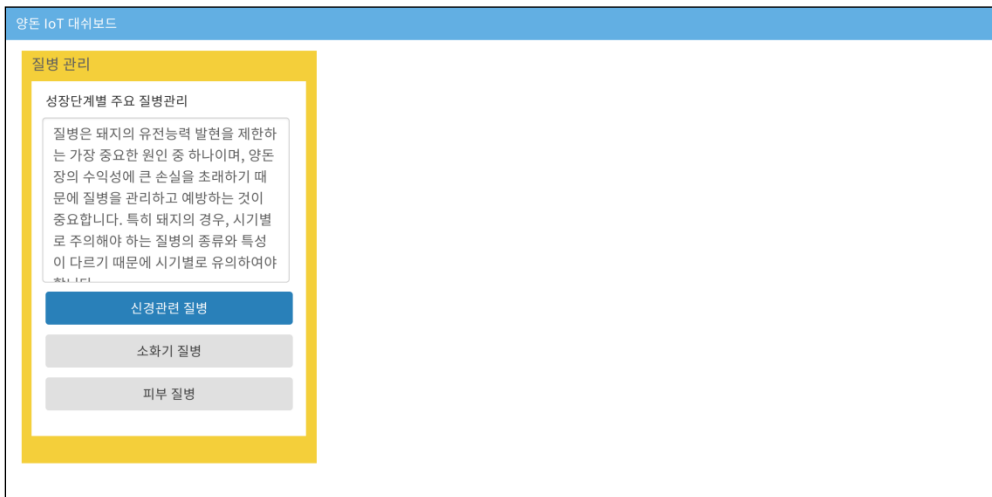 양돈 IoT 대쉬보드
질병 관리
성장단계별 주요 질병관리
질병은 돼지의 유전능력 발현을 제한하
는 가장 중요한 원인 중 하나이며, 양돈
장의 수익성에 큰 손실을 초래하기 때
문에 질병을 관리하고 예방하는 것이
중요합니다. 특히 돼지의 경우, 시기별
로 주의해야 하는 질병의 종류와 특성
이 다르기 때문에 시기별로 유의하여야
신경관련 질병
소화기 질병
피부 질병